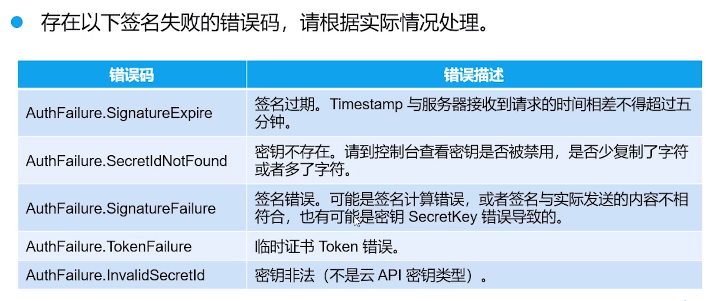 存在以下签名失败的错误码，请根据实际情况处理。
错误码 错误描述
AuthFailure.SignatureExpire
签名过期。Timestamp 与服务器接收到请求的时间相差不得超过五
分钟。
AuthFailure.SecretIdNotFound
密钥不存在。请到控制台查看密钥是否被禁用，是否少复制了字符
或者多了字符。
AuthFailure.SignatureFailure
签名错误。可能是签名计算错误，或者签名与实际发送的内容不相
符合，也有可能是密钥 SecretKey 错误导致的。
AuthFailure.TokenFailure
临时证书 Token 错误。
AuthFailure.InvalidSecretId
密钥非法（不是云 API 密钥类型）。